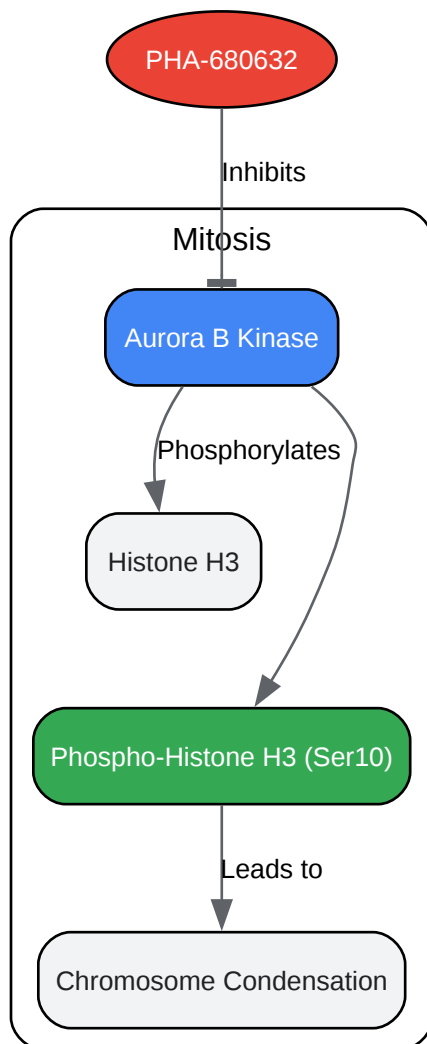 PHA-680632
Inhibits
Mitosis
Aurora B Kinase
Phosphorylates
Histone H3
Phospho-Histone H3 (Ser10)
Leads to
Chromosome Condensation